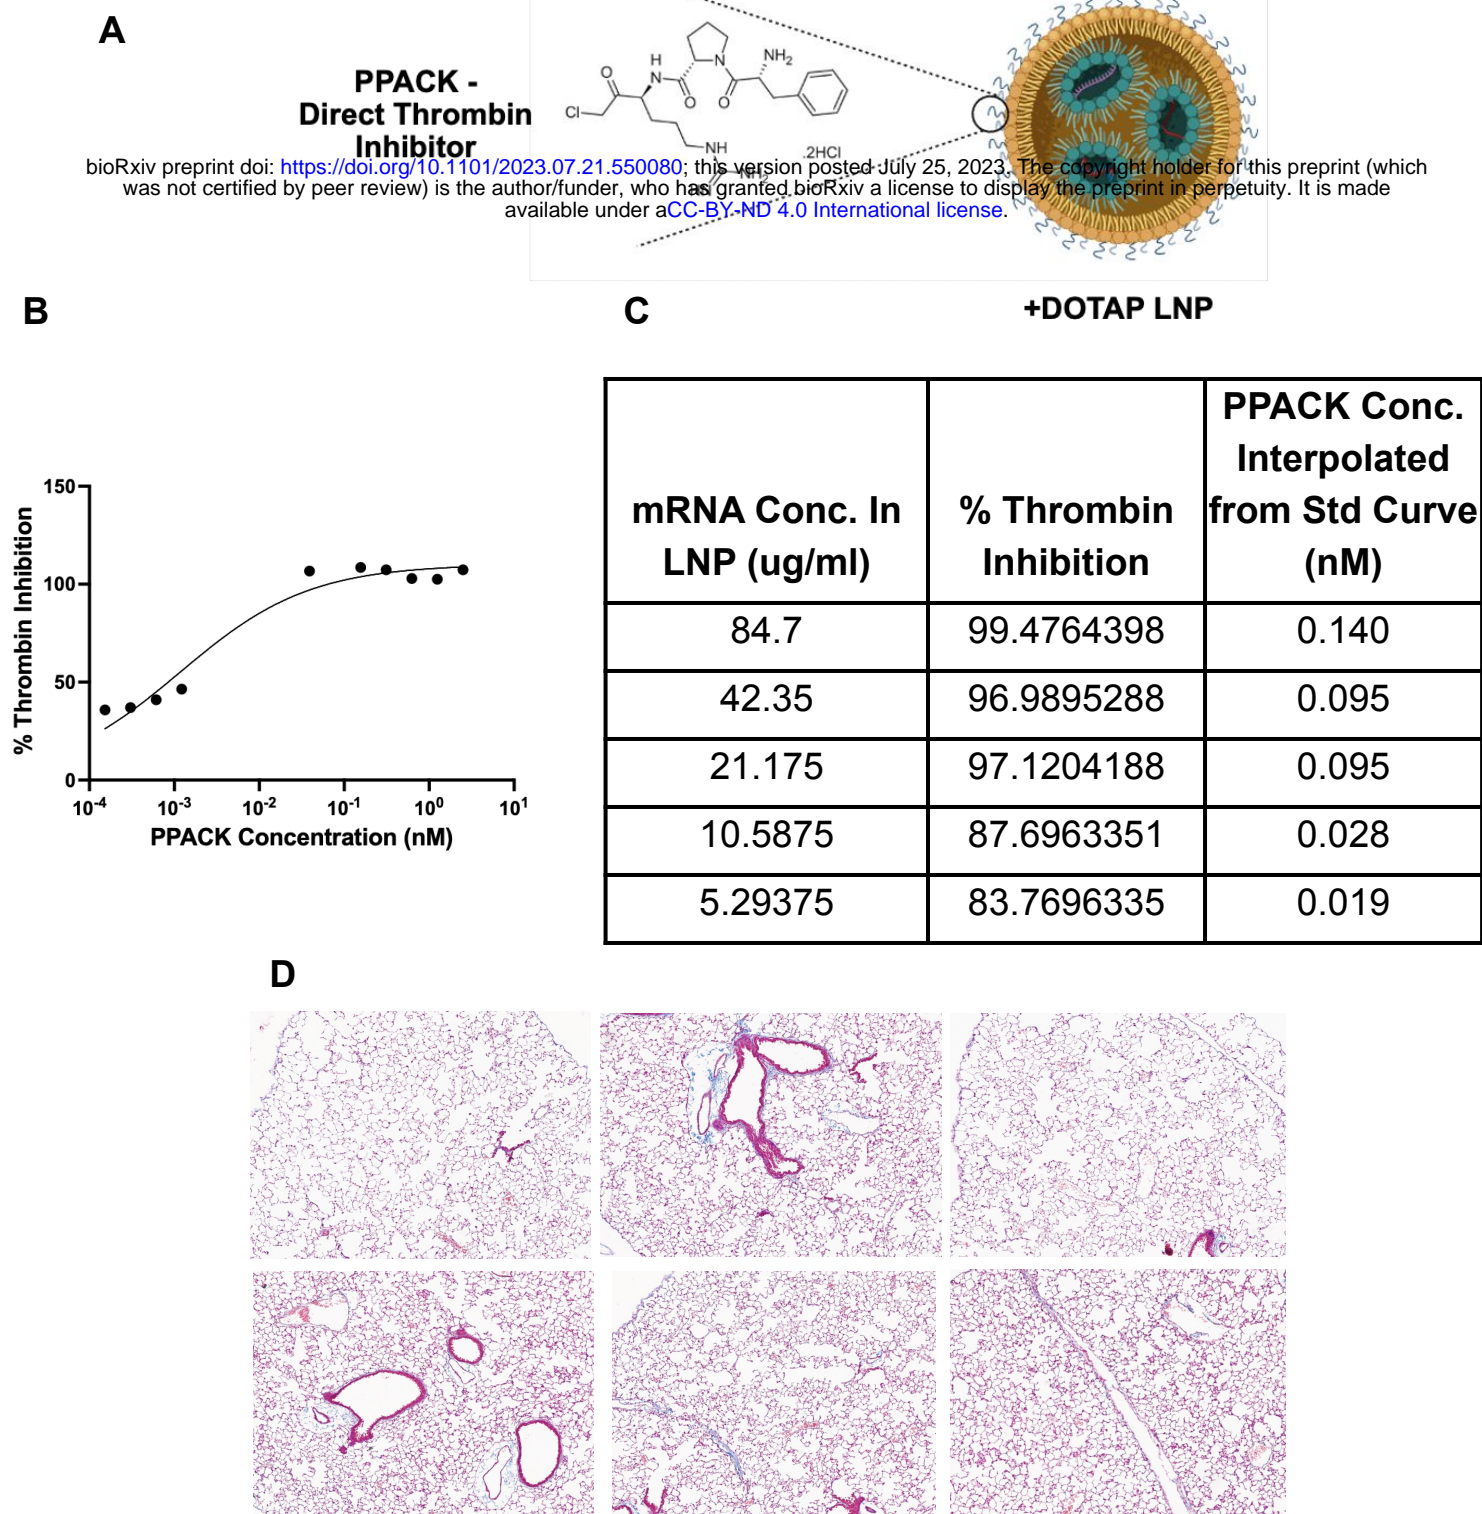 A
PPACK -
Direct Thrombin
Inhibitor
O
Cl
H
N
O
N
O
NH2
NH
.2HCl
bioRxiv preprint doi: https://doi.org/10.1101/2023.07.21.550080; this version posted July 25, 2023. The copyright holder for this preprint (which
was not certified by peer review) is the author/funder, who has granted bioRxiv a license to display the preprint in perpetuity. It is made
available under aCC-BY-ND 4.0 International license.
+DOTAP LNP
B
% Thrombin Inhibition
150
100
50
0
10-4 10-3 10-2 10-1 100 101
PPACK Concentration (nM)
C
mRNA Conc. In LNP (ug/ml) % Thrombin Inhibition PPACK Conc. Interpolated from Std Curve (nM)
84.7 99.4764398 0.140
42.35 96.9895288 0.095
21.175 97.1204188 0.095
10.5875 87.6963351 0.028
5.29375 83.7696335 0.019
D